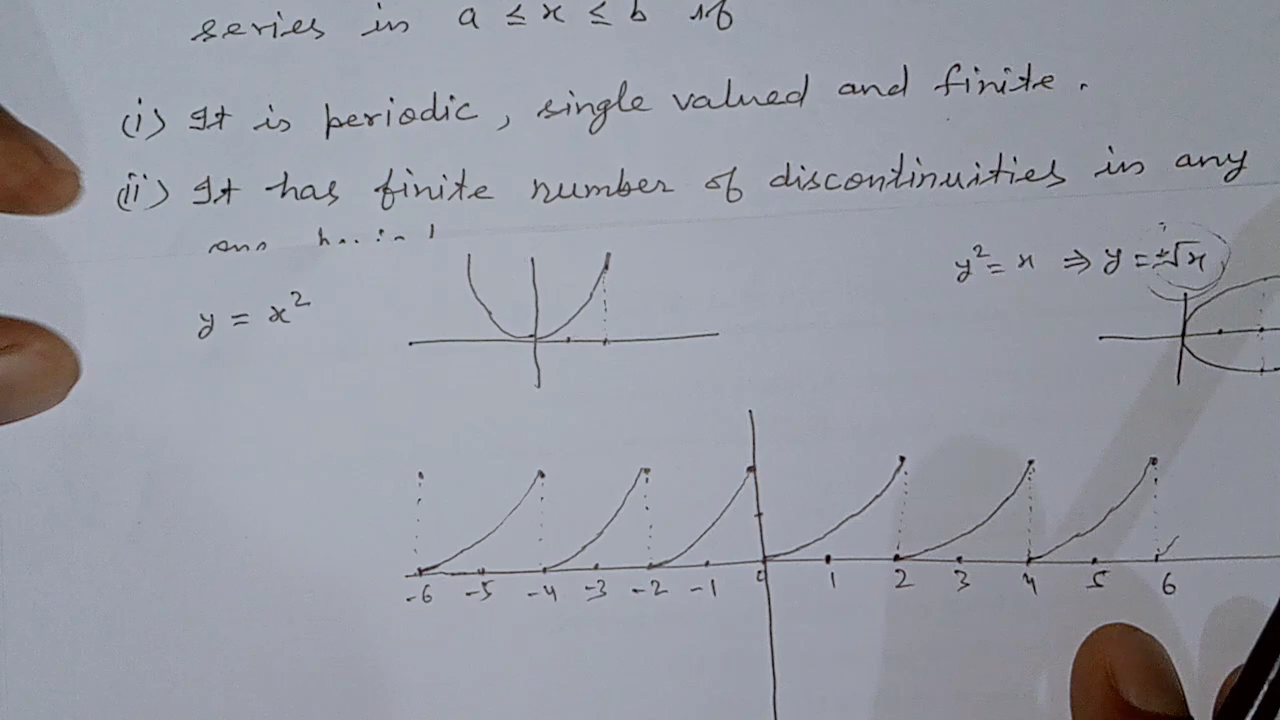 series in a ≤ x ≤ b if
(i) It is periodic, single valued and finite.
(ii) It has finite number of discontinuities in any
y² = x ⇒ y = ±√x
y = x²
-6 -5 -4 -3 -2 -1 0 1 2 3 4 5 6